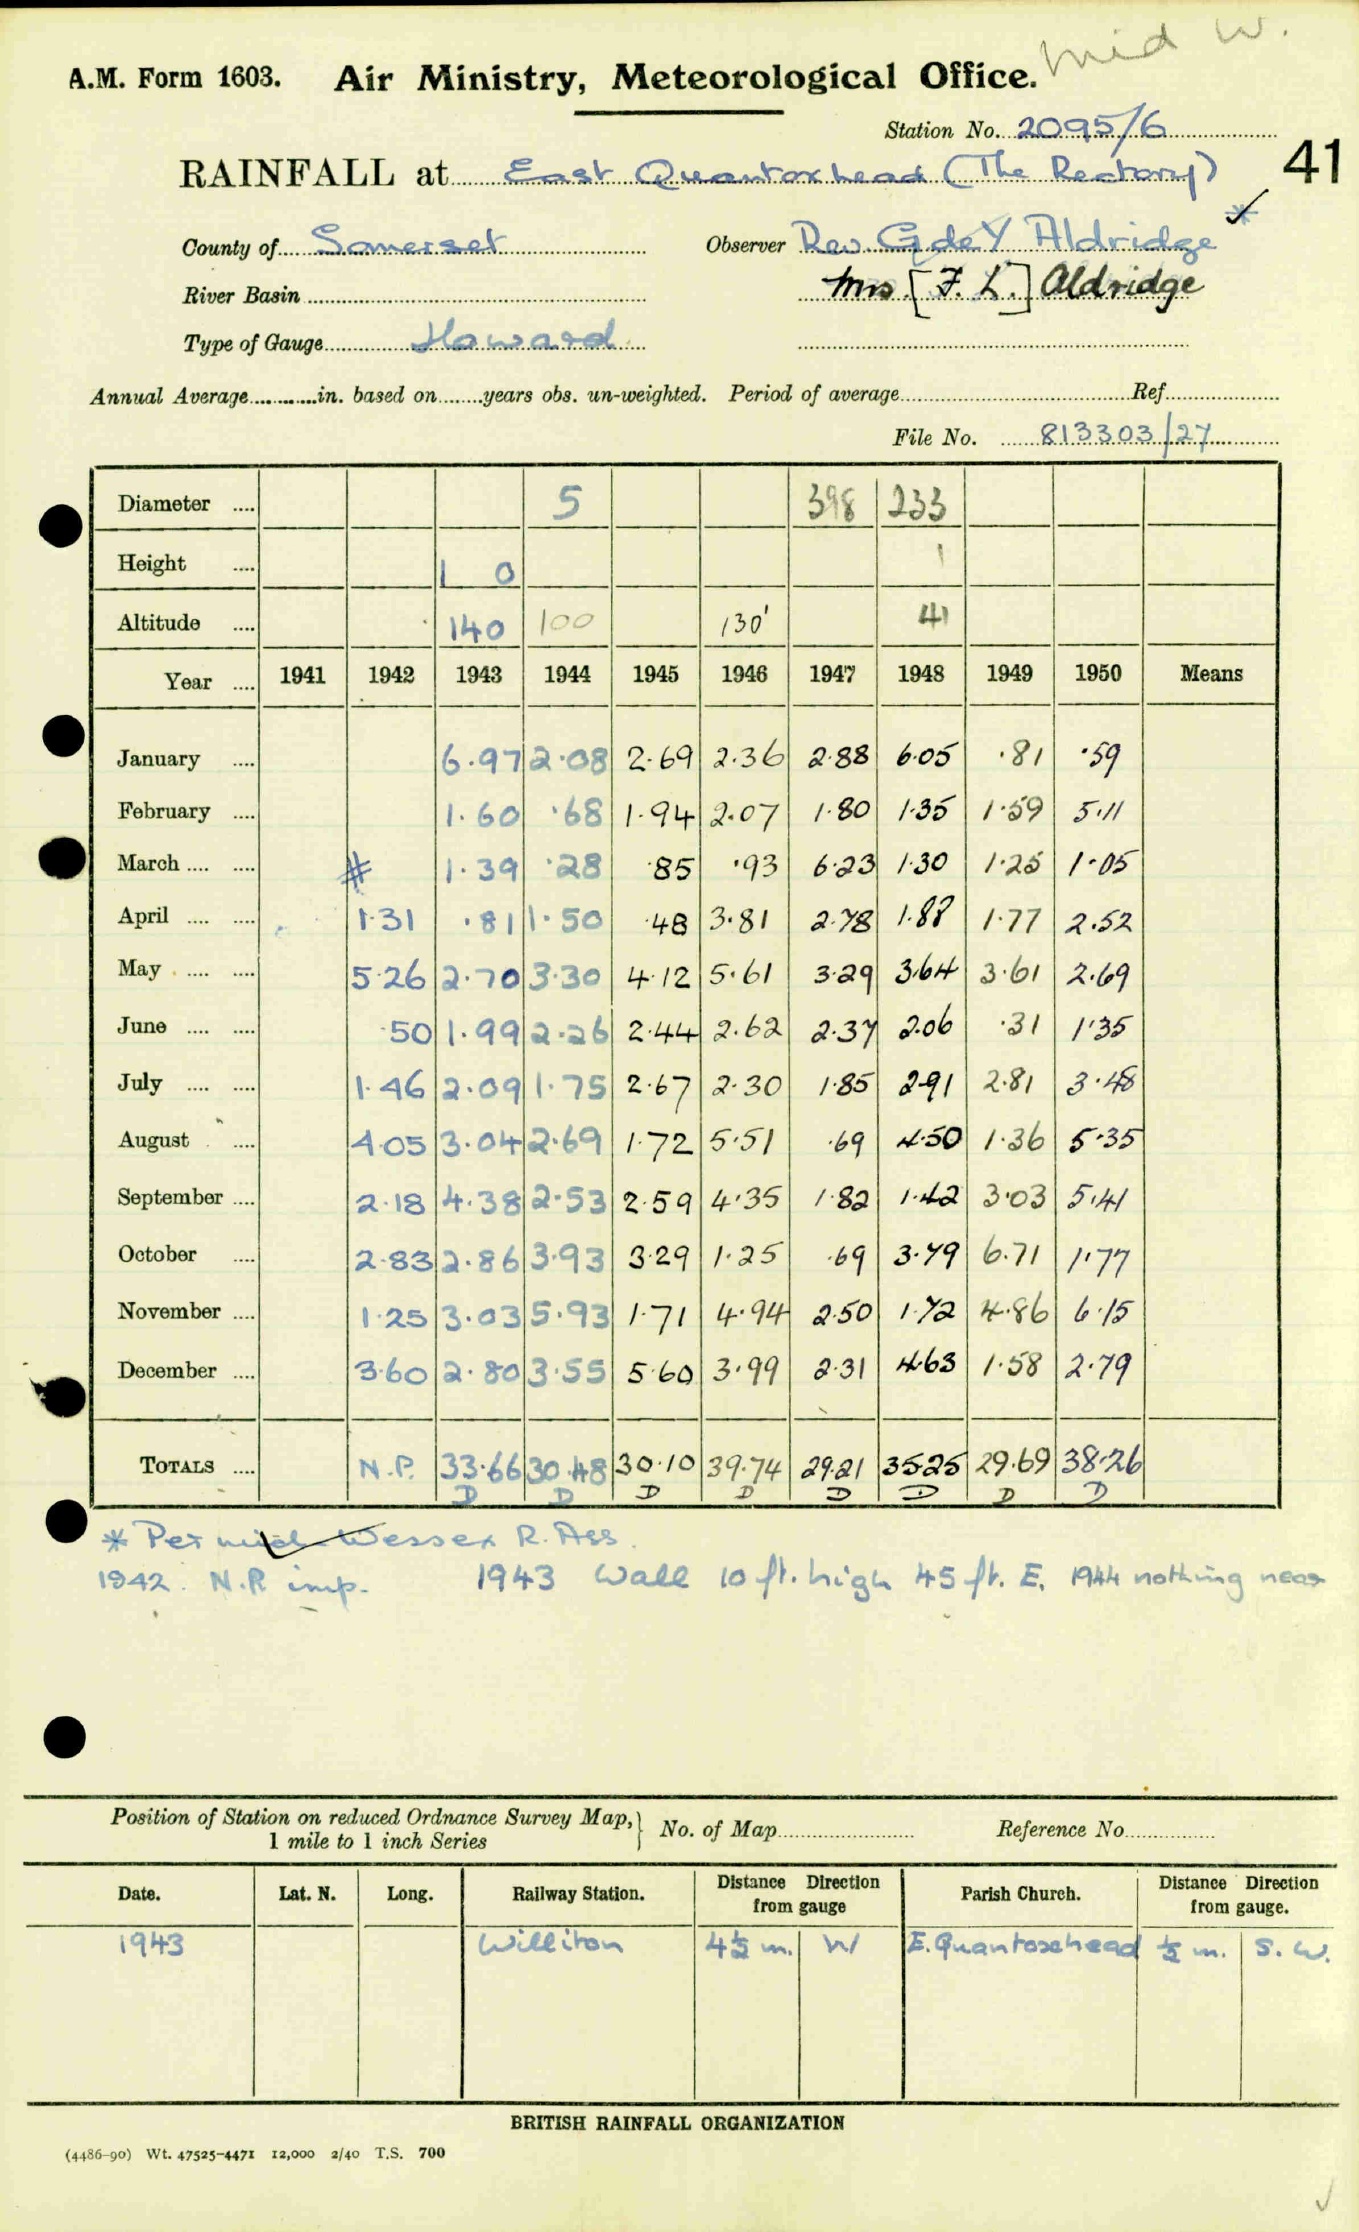 mid W.
A.M. Form 1603. Air Ministry, Meteorological Office.
Station No. 2095/6
41
RAINFALL at East Quantoxhead (The Rectory)
County of Somerset Observer Rev. G de Y Aldridge *
River Basin Mrs. [F. L.] Aldridge
Type of Gauge Howard
Annual Average in. based on years obs. un-weighted. Period of average Ref.
File No. 813303/27
Diameter 5 398 233
Height 1 0 1
Altitude 140 100 130' 41
Year 1941 1942 1943 1944 1945 1946 1947 1948 1949 1950 Means
January 6.97 2.08 2.69 2.36 2.88 6.05 .81 .59
February 1.60 .68 1.94 2.07 1.80 1.35 1.59 5.11
March # 1.39 .28 .85 .93 6.23 1.30 1.25 1.05
April 1.31 .81 1.50 .48 3.81 2.78 1.88 1.77 2.52
May 5.26 2.70 3.30 4.12 5.61 3.29 3.64 3.61 2.69
June .50 1.99 2.26 2.44 2.62 2.37 2.06 .31 1.35
July 1.46 2.09 1.75 2.67 2.30 1.85 2.91 2.81 3.48
August 4.05 3.04 2.69 1.72 5.51 .69 4.50 1.36 5.35
September 2.18 4.38 2.53 2.59 4.35 1.82 1.42 3.03 5.41
October 2.83 2.86 3.93 3.29 1.25 .69 3.79 6.71 1.77
November 1.25 3.03 5.93 1.71 4.94 2.50 1.72 4.86 6.15
December 3.60 2.80 3.55 5.60 3.99 2.31 4.63 1.58 2.79
TOTALS N.P. 33.66 30.48 30.10 39.74 29.21 35.25 29.69 38.26
D D D D D D D D
* Per mid Wessex R. Ass.
1942. N.P. imp. 1943 Wall 10 ft. high 45 ft. E. 1944 nothing near
Position of Station on reduced Ordnance Survey Map, 1 mile to 1 inch Series } No. of Map Reference No.
Date. Lat. N. Long. Railway Station. Distance Direction from gauge Parish Church. Distance Direction from gauge.
1943 Williton 4½ m. W E. Quantoxhead ½ m. S. W.
BRITISH RAINFALL ORGANIZATION
(4486-90) Wt. 47525-4471 12,000 2/40 T.S. 700